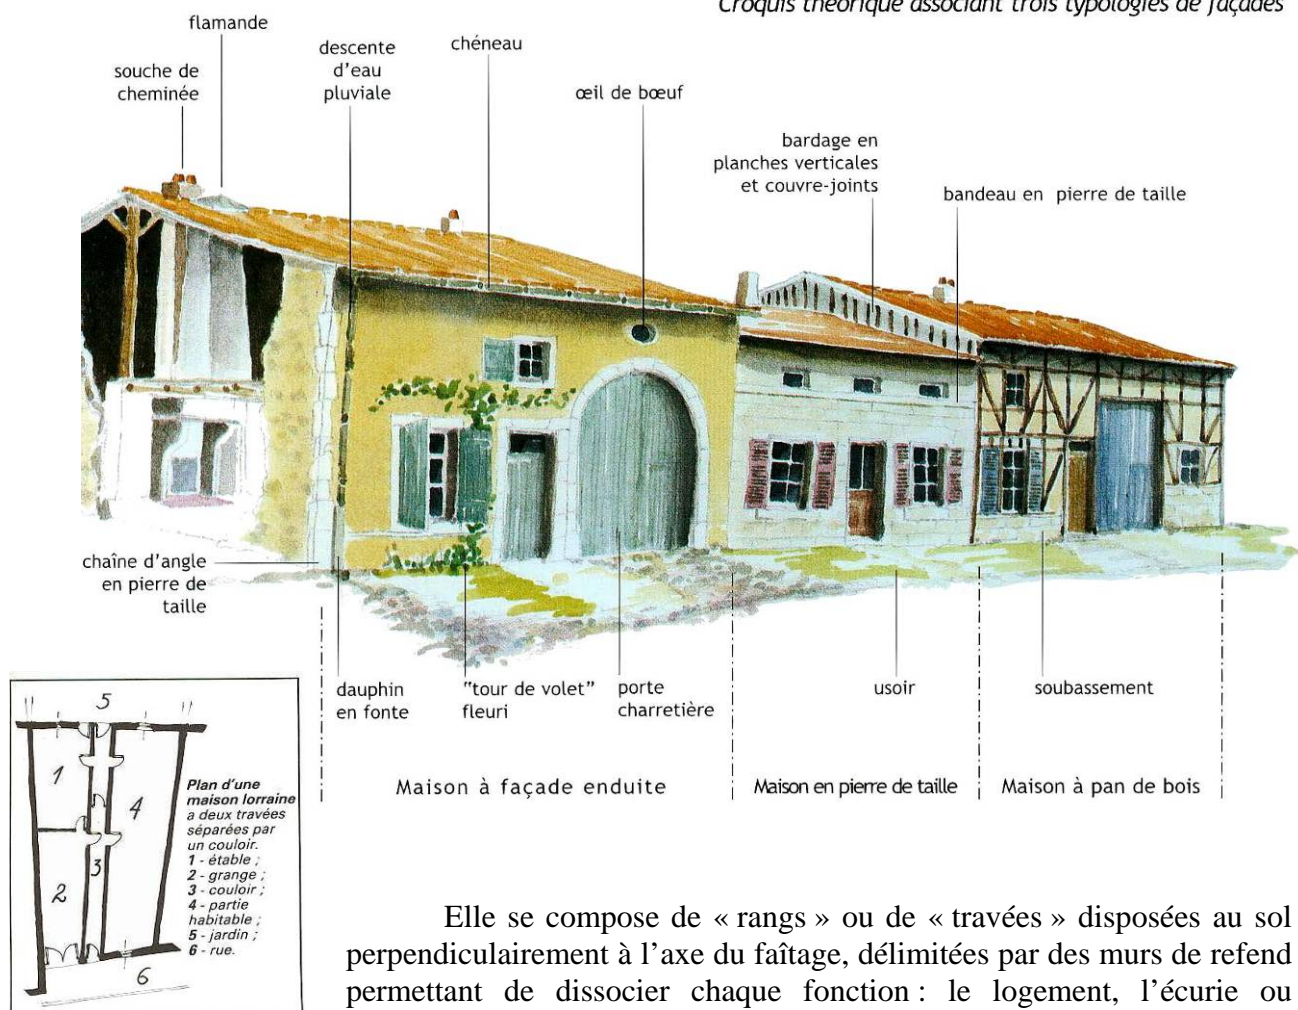 Croquis théorique associant trois typologies de façades
flamande
souche de
cheminée
descente
d'eau
pluviale
chéneau
œil de bœuf
bardage en
planches verticales
et couvre-joints
bandeau en pierre de taille
chaîne d'angle
en pierre de
taille
dauphin
en fonte
"tour de volet"
fleuri
porte
charretière
usoir
soubassement
Maison à façade enduite
Maison en pierre de taille
Maison à pan de bois
5
1
4
3
2
6
Plan d'une
maison lorraine
a deux travées
séparées par
un couloir.
1 - étable ;
2 - grange ;
3 - couloir ;
4 - partie
habitable ;
5 - jardin ;
6 - rue.
Elle se compose de « rangs » ou de « travées » disposées au sol
perpendiculairement à l'axe du faîtage, délimitées par des murs de refend
permettant de dissocier chaque fonction : le logement, l'écurie ou